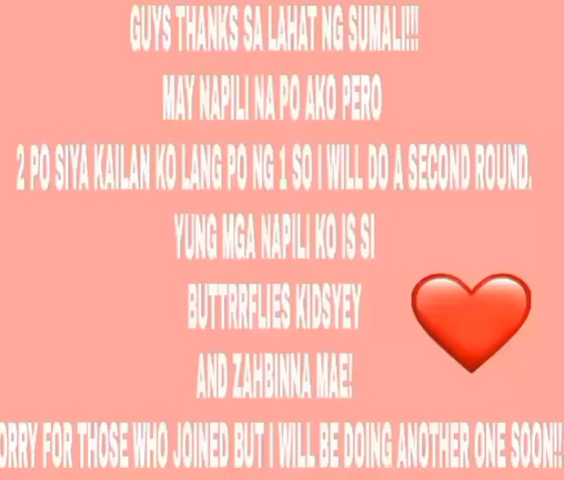 GUYS THANKS SA LAHAT NG SUMALI!!!
MAY NAPILI NA PO AKO PERO
2 PO SIYA KAILAN KO LANG PO NG 1 SO I WILL DO A SECOND ROUND.
YUNG MGA NAPILI KO IS SI
BUTTRRFLIES KIDSYEY
AND ZAHBINNA MAE!
ORRY FOR THOSE WHO JOINED BUT I WILL BE DOING ANOTHER ONE SOON!!